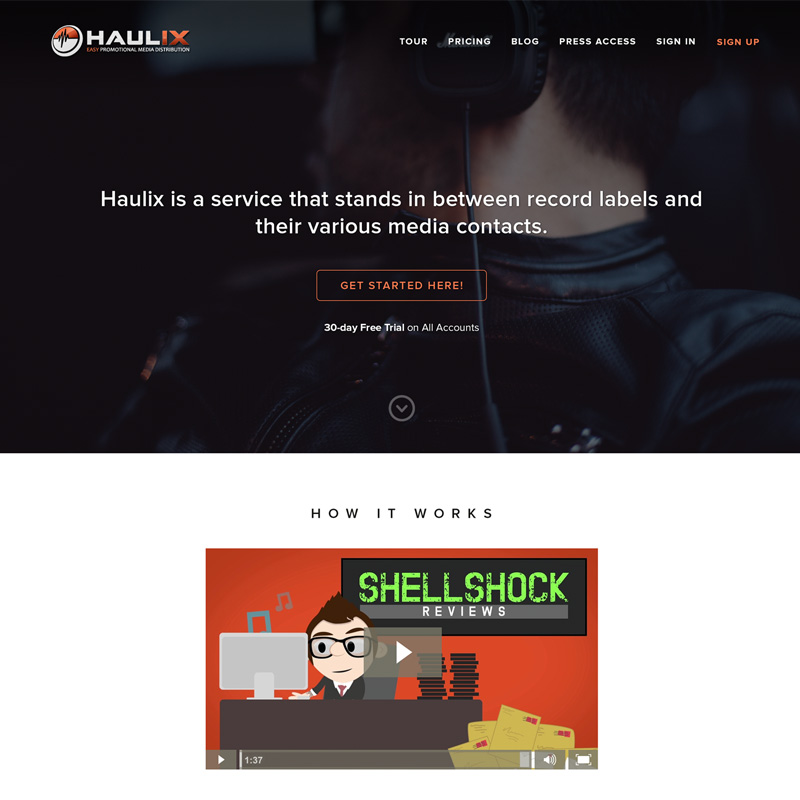 HAULIX
EASY PROMOTIONAL MEDIA DISTRIBUTION
TOUR PRICING BLOG PRESS ACCESS SIGN IN SIGN UP
Haulix is a service that stands in between record labels and
their various media contacts.
GET STARTED HERE!
30-day Free Trial on All Accounts
HOW IT WORKS
SHELLSHOCK
REVIEWS
1:37